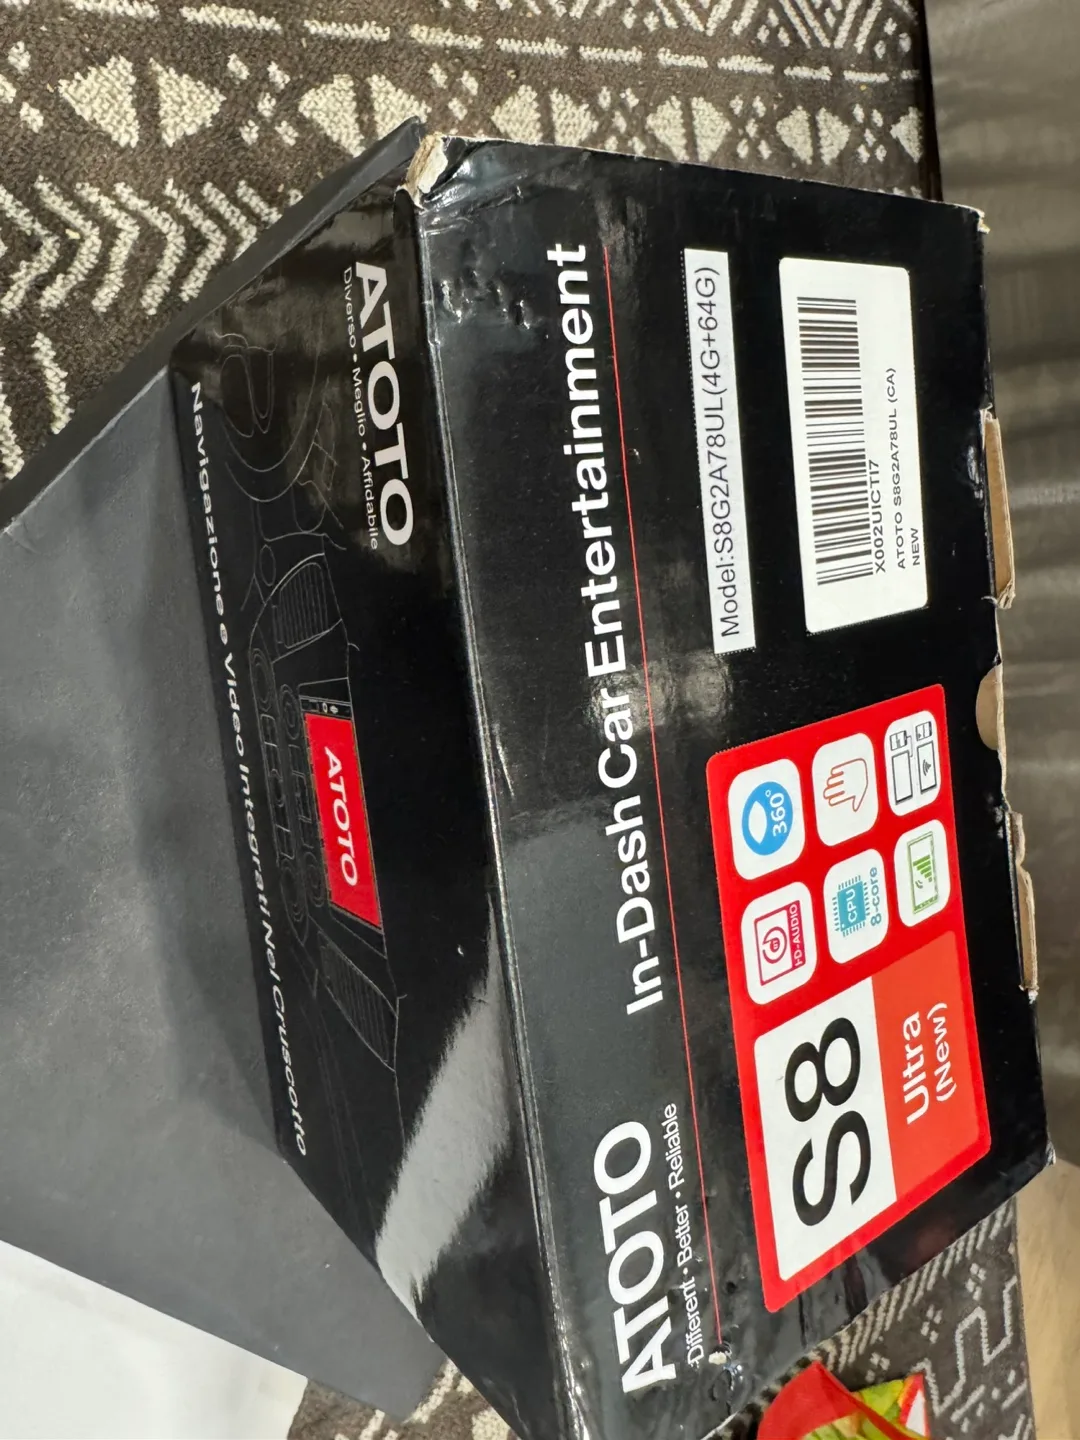 ATOTO
Different • Better • Reliable
In-Dash Car Entertainment
Model:S8G2A78UL(4G+64G)
X002UICTI7
ATOTO S8G2A78UL (CA)
NEW
S8
Ultra
(New)
HD-AUDIO
360°
CPU
8-core
ATOTO
Diverso • Meglio • Affidabile
ATOTO
Navigazione e Video Integrati Nel Cruscotto